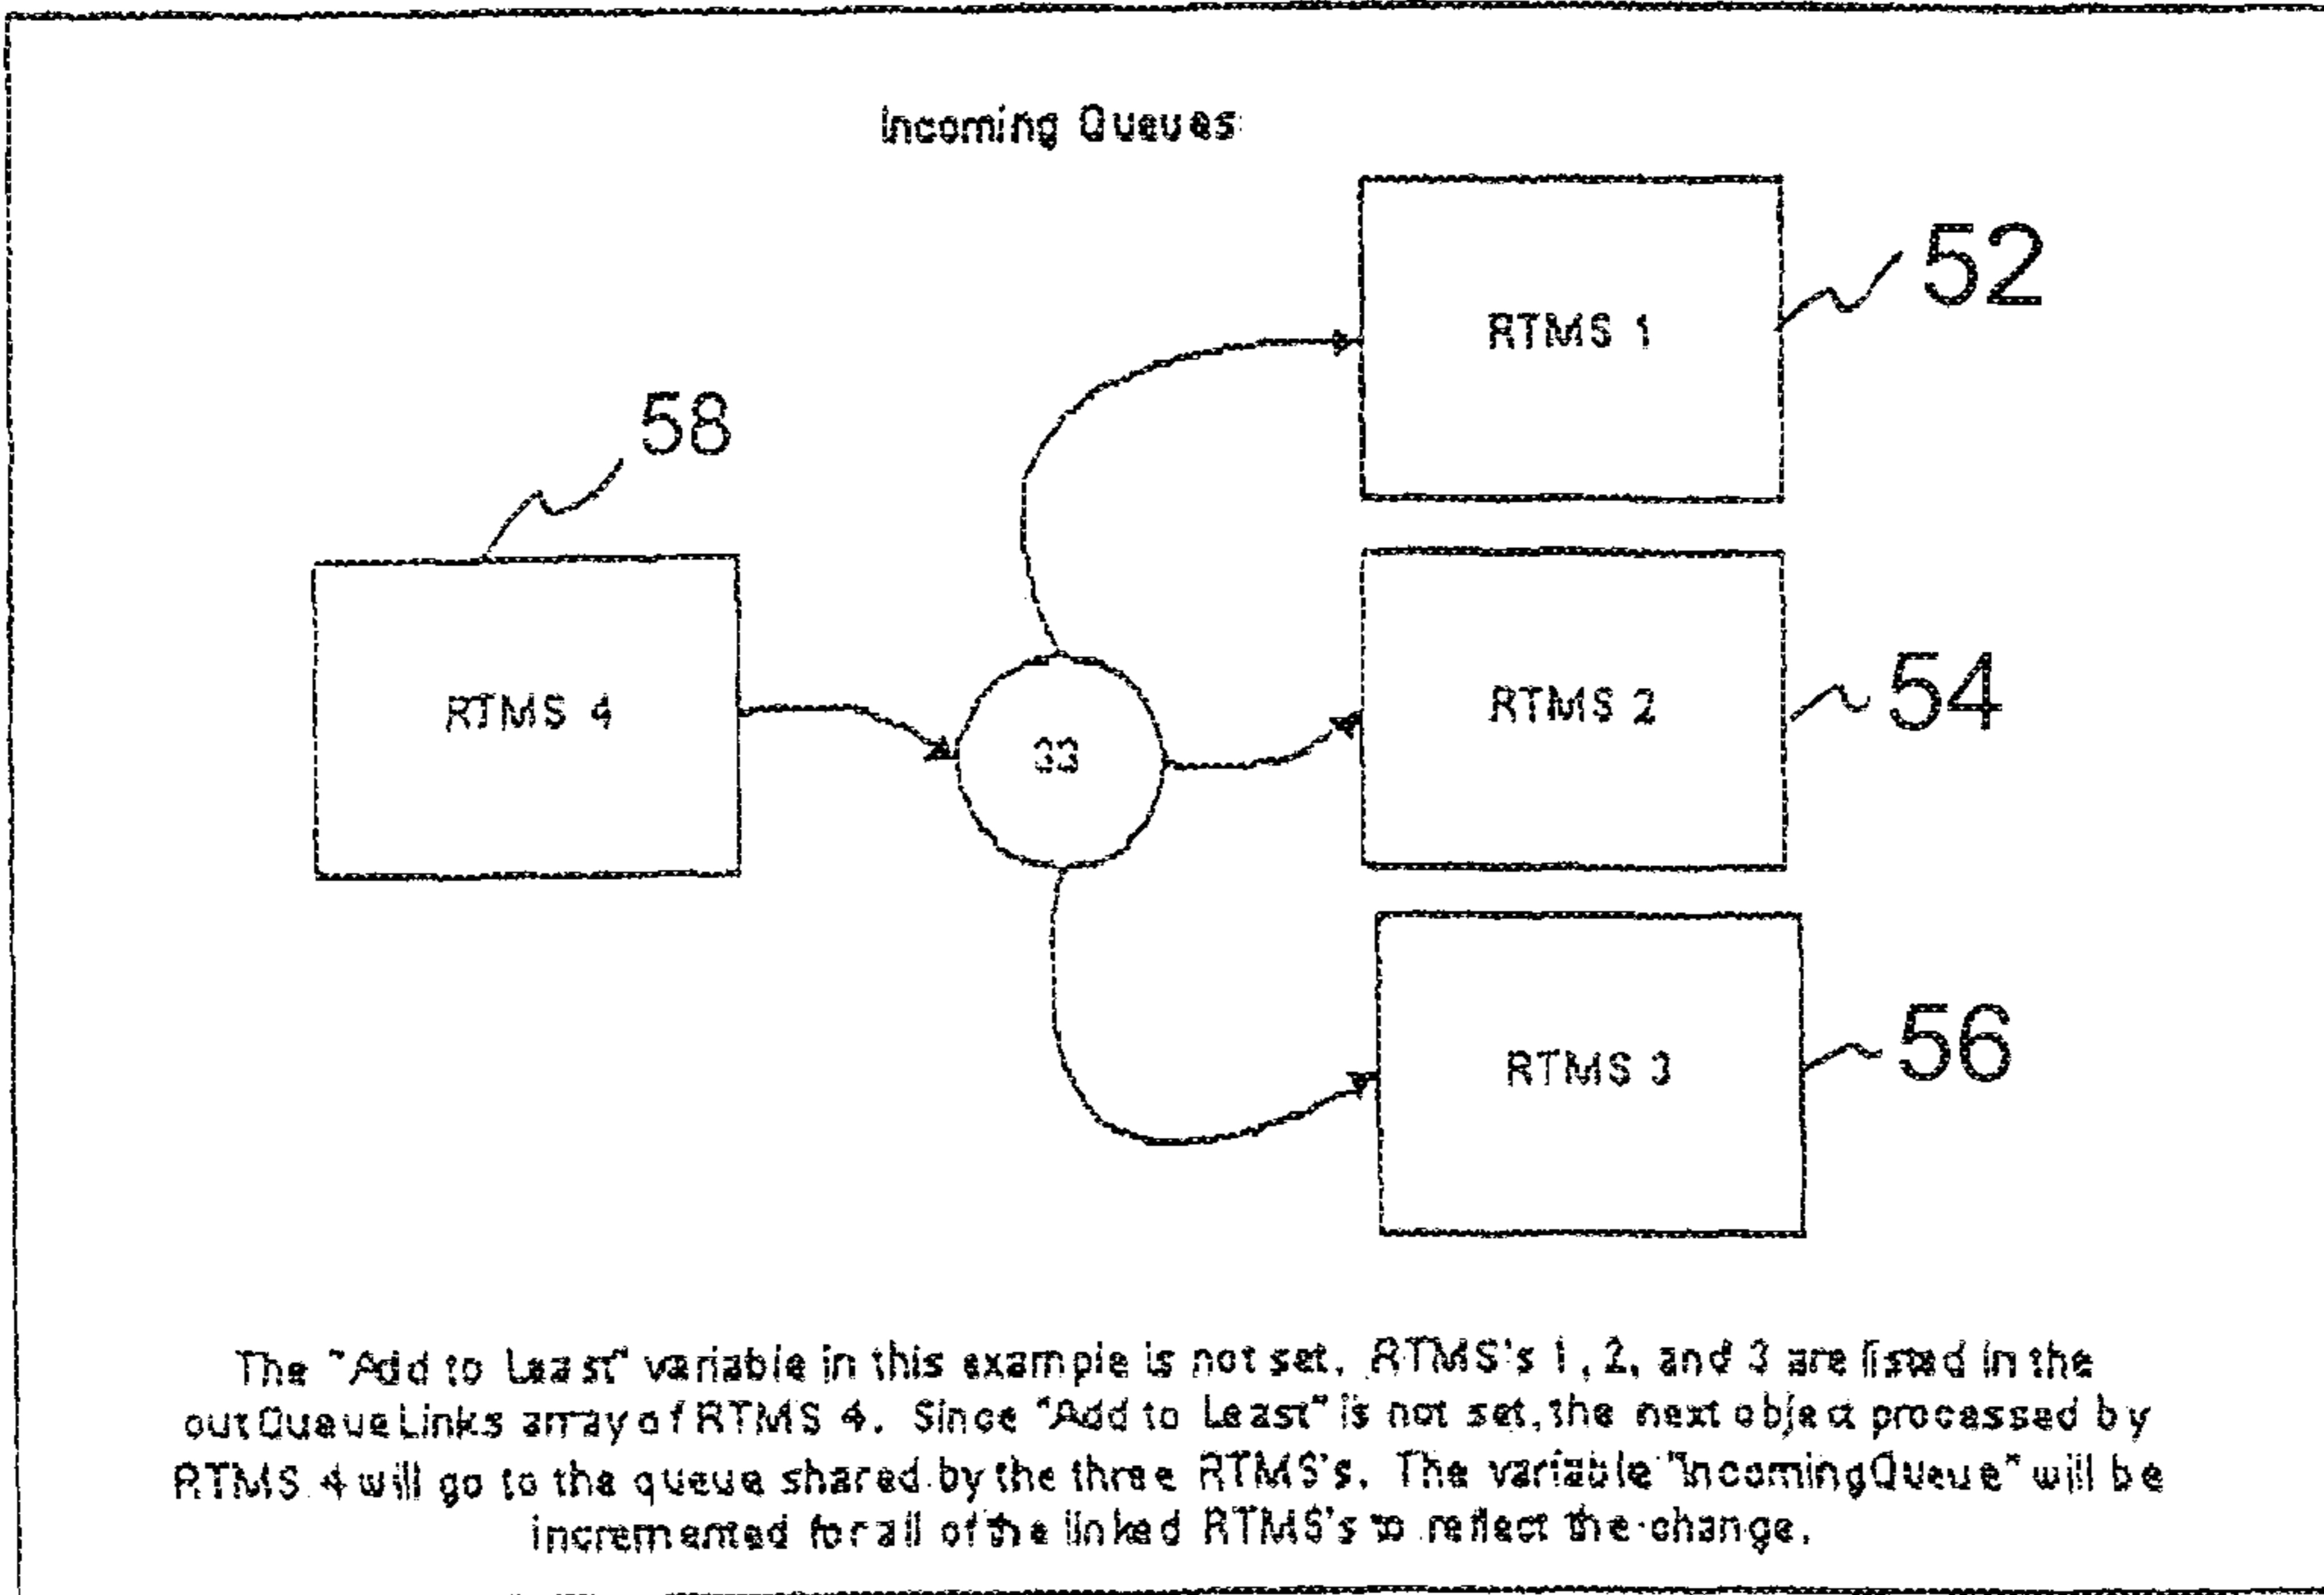 Incoming Queues
RTMS 1
52
58
RTMS 4
33
RTMS 2
54
RTMS 3
56
The "Add to Least" variable in this example is not set. RTMS's 1, 2, and 3 are listed in the
outQueueLinks array of RTMS 4. Since "Add to Least" is not set, the next object processed by
RTMS 4 will go to the queue shared by the three RTMS's. The variable "IncomingQueue" will be
incremented for all of the linked RTMS's to reflect the change.